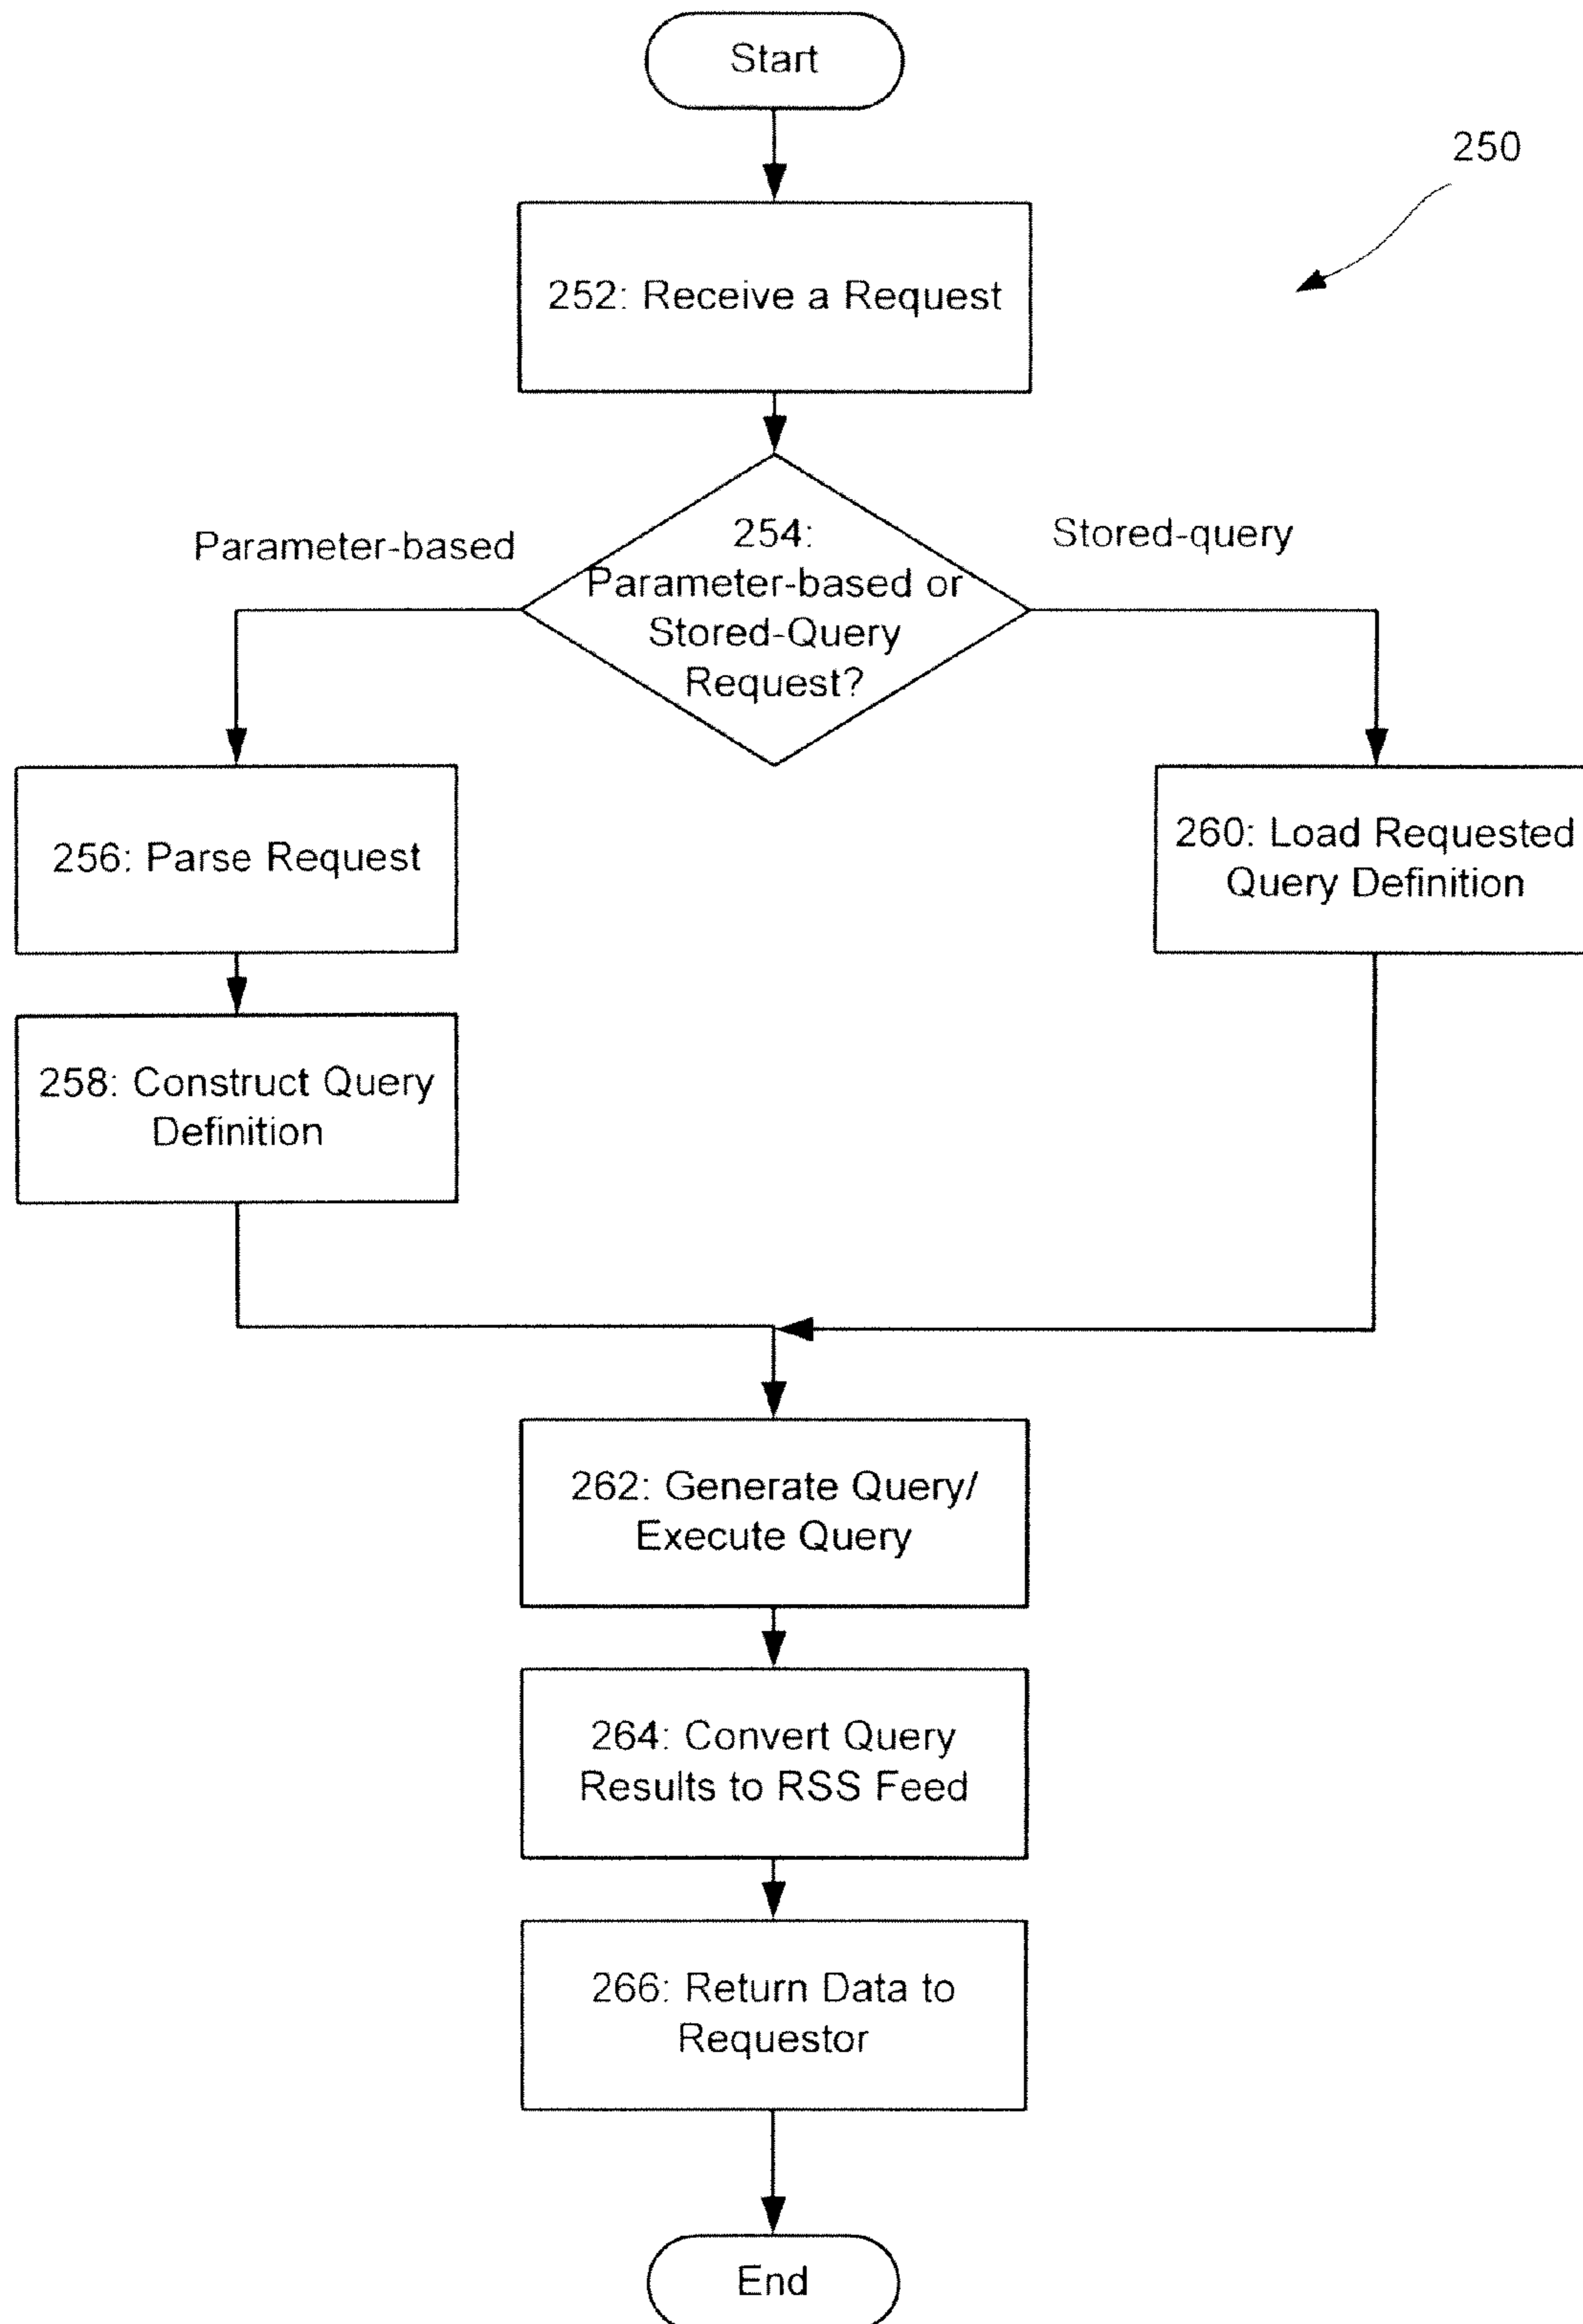 Start
250
252: Receive a Request
Parameter-based
254:
Parameter-based or
Stored-Query
Request?
Stored-query
256: Parse Request
260: Load Requested
Query Definition
258: Construct Query
Definition
262: Generate Query/
Execute Query
264: Convert Query
Results to RSS Feed
266: Return Data to
Requestor
End